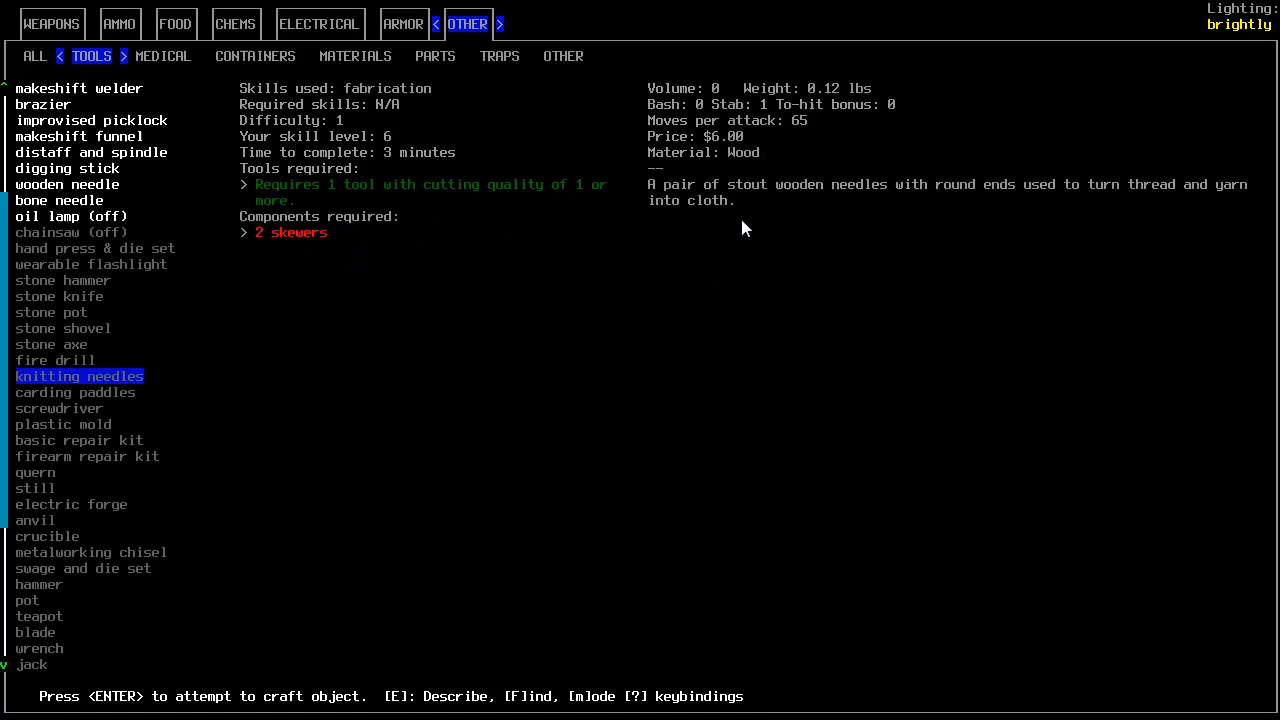 Lighting:
WEAPONS AMMO FOOD CHEMS ELECTRICAL ARMOR < OTHER > brightly
ALL < TOOLS > MEDICAL CONTAINERS MATERIALS PARTS TRAPS OTHER
^ makeshift welder Skills used: fabrication Volume: 0 Weight: 0.12 lbs
brazier Required skills: N/A Bash: 0 Stab: 1 To-hit bonus: 0
improvised picklock Difficulty: 1 Moves per attack: 65
makeshift funnel Your skill level: 6 Price: $6.00
distaff and spindle Time to complete: 3 minutes Material: Wood
digging stick Tools required: --
wooden needle > Requires 1 tool with cutting quality of 1 or A pair of stout wooden needles with round ends used to turn thread and yarn
bone needle more. into cloth.
oil lamp (off) Components required:
chainsaw (off) > 2 skewers
hand press & die set
wearable flashlight
stone hammer
stone knife
stone pot
stone shovel
stone axe
fire drill
knitting needles
carding paddles
screwdriver
plastic mold
basic repair kit
firearm repair kit
quern
still
electric forge
anvil
crucible
metalworking chisel
swage and die set
hammer
pot
teapot
blade
wrench
v jack
Press <ENTER> to attempt to craft object. [E]: Describe, [F]ind, [m]ode [?] keybindings